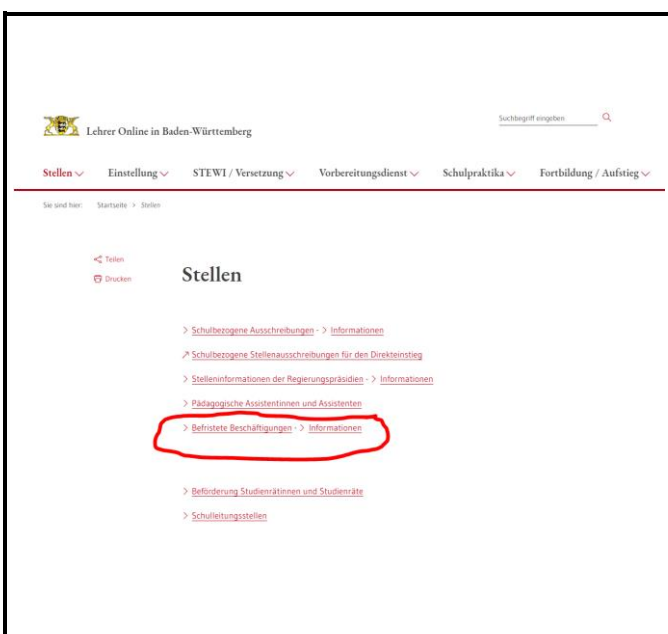 Suchbegriff eingeben
Lehrer Online in Baden-Württemberg
Stellen Einstellung STEWI / Versetzung Vorbereitungsdienst Schulpraktika Fortbildung / Aufstieg
Sie sind hier: Startseite > Stellen
Teilen
Drucken
Stellen
> Schulbezogene Ausschreibungen - > Informationen
↗ Schulbezogene Stellenausschreibungen für den Direkteinstieg
> Stelleninformationen der Regierungspräsidien - > Informationen
> Pädagogische Assistentinnen und Assistenten
> Befristete Beschäftigungen - > Informationen
> Beförderung Studienrätinnen und Studienräte
> Schulleitungsstellen